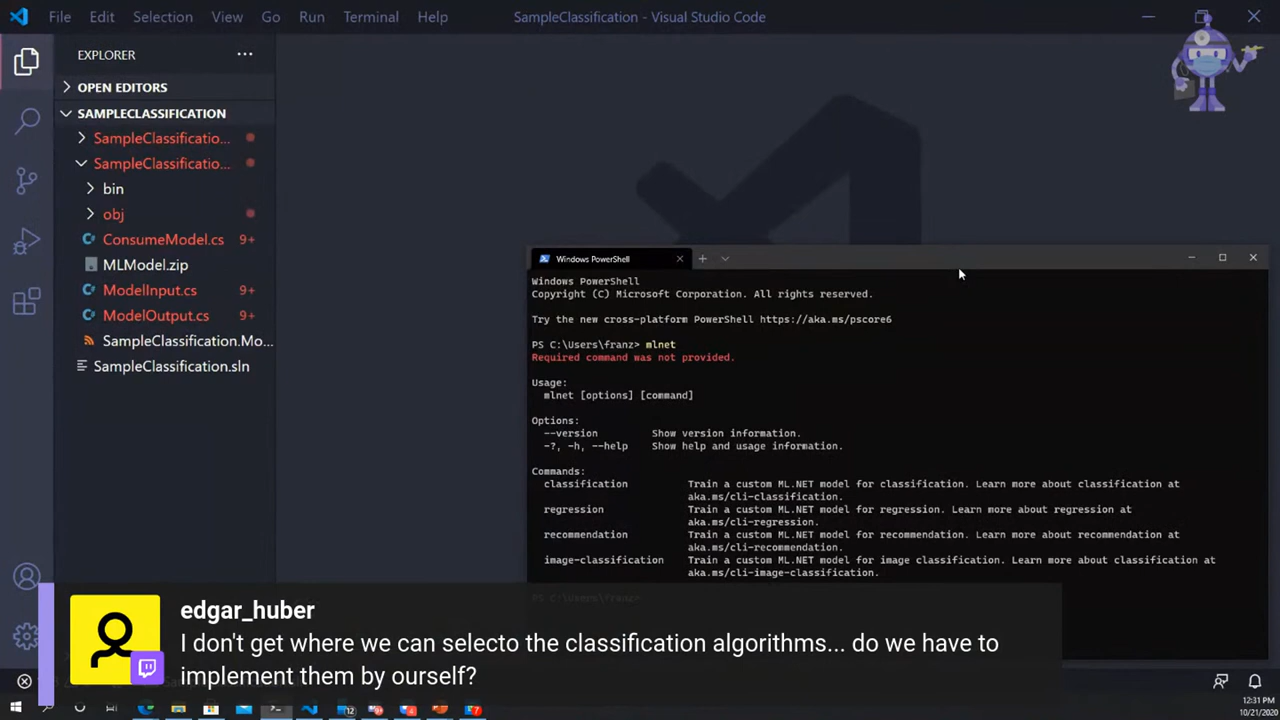 File Edit Selection View Go Run Terminal Help
SampleClassification - Visual Studio Code
EXPLORER
OPEN EDITORS
SAMPLECLASSIFICATION
SampleClassificatio...
SampleClassificatio...
bin
obj
ConsumeModel.cs 9+
MLModel.zip
ModelInput.cs 9+
ModelOutput.cs 9+
SampleClassification.Mo...
SampleClassification.sln
Windows PowerShell
Windows PowerShell
Copyright (C) Microsoft Corporation. All rights reserved.
Try the new cross-platform PowerShell https://aka.ms/pscore6
PS C:\Users\franz> mlnet
Required command was not provided.
Usage:
mlnet [options] [command]
Options:
--version Show version information.
-?, -h, --help Show help and usage information.
Commands:
classification Train a custom ML.NET model for classification. Learn more about classification at
aka.ms/cli-classification.
regression Train a custom ML.NET model for regression. Learn more about regression at
aka.ms/cli-regression.
recommendation Train a custom ML.NET model for recommendation. Learn more about recommendation at
aka.ms/cli-recommendation.
image-classification Train a custom ML.NET model for image classification. Learn more about classification at
aka.ms/cli-image-classification.
PS C:\Users\franz>
edgar_huber
I don't get where we can selecto the classification algorithms... do we have to
implement them by ourself?
12:31 PM
10/21/2020